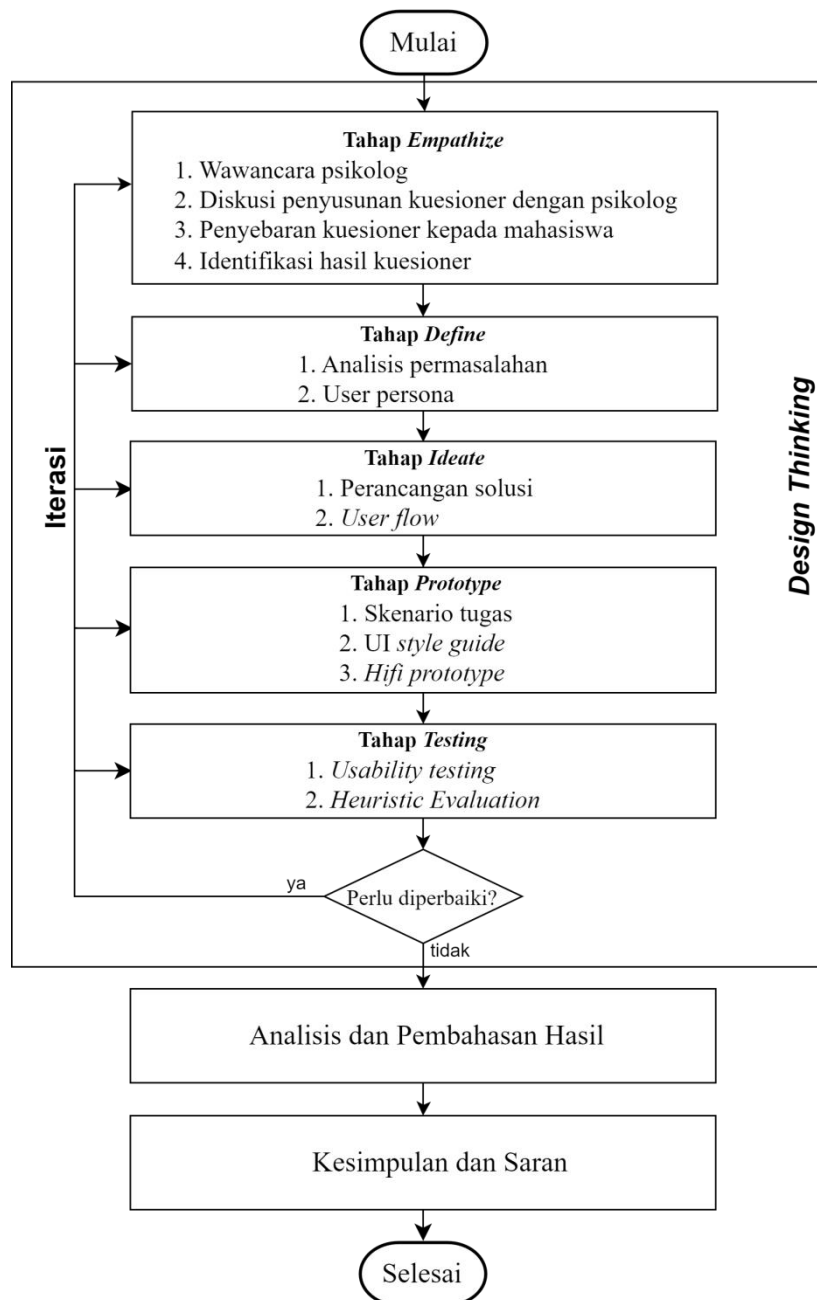 Mulai
Tahap Empathize
1. Wawancara psikolog
2. Diskusi penyusunan kuesioner dengan psikolog
3. Penyebaran kuesioner kepada mahasiswa
4. Identifikasi hasil kuesioner
Tahap Define
1. Analisis permasalahan
2. User persona
Tahap Ideate
1. Perancangan solusi
2. User flow
Tahap Prototype
1. Skenario tugas
2. UI style guide
3. Hifi prototype
Tahap Testing
1. Usability testing
2. Heuristic Evaluation
Iterasi
Design Thinking
ya
Perlu diperbaiki?
tidak
Analisis dan Pembahasan Hasil
Kesimpulan dan Saran
Selesai